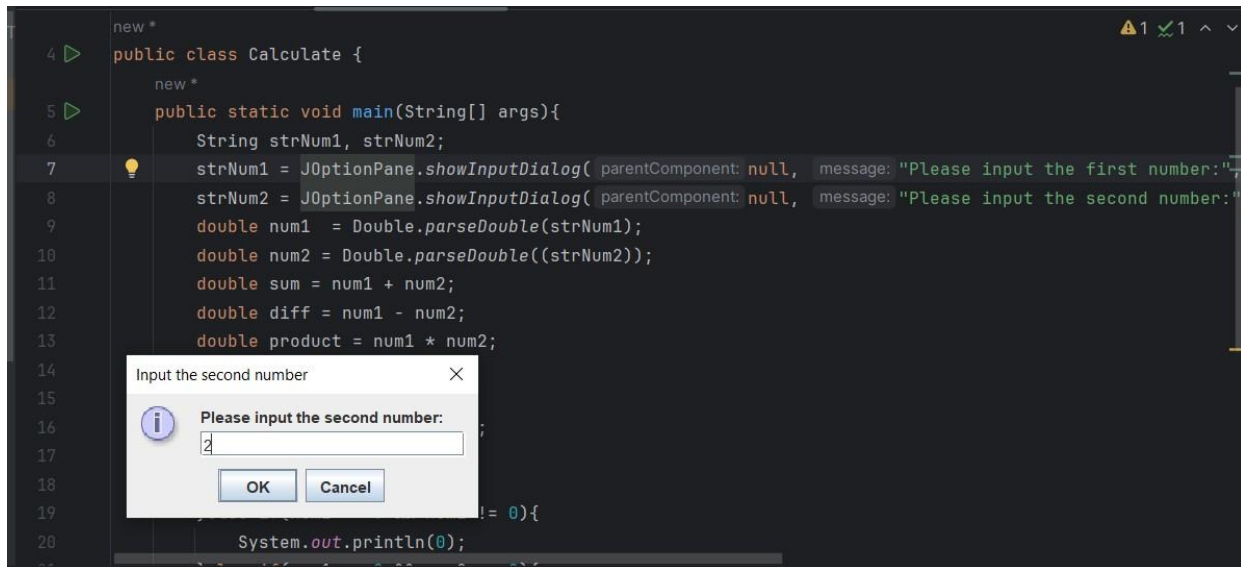 new *
4 public class Calculate {
new *
5 public static void main(String[] args){
6 String strNum1, strNum2;
7 strNum1 = JOptionPane.showInputDialog( parentComponent: null, message: "Please input the first number:",
8 strNum2 = JOptionPane.showInputDialog( parentComponent: null, message: "Please input the second number:"
9 double num1  = Double.parseDouble(strNum1);
10 double num2 = Double.parseDouble((strNum2));
11 double sum = num1 + num2;
12 double diff = num1 - num2;
13 double product = num1 * num2;
14
15
16 ;
17
18
19 != 0){
20 System.out.println(0);
1 1
Input the second number
Please input the second number:
2
OK Cancel